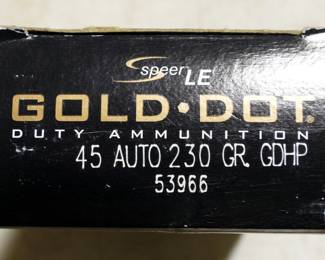 Speer LE
GOLD·DOT®
DUTY AMMUNITION
45 AUTO 230 GR. GDHP
53966